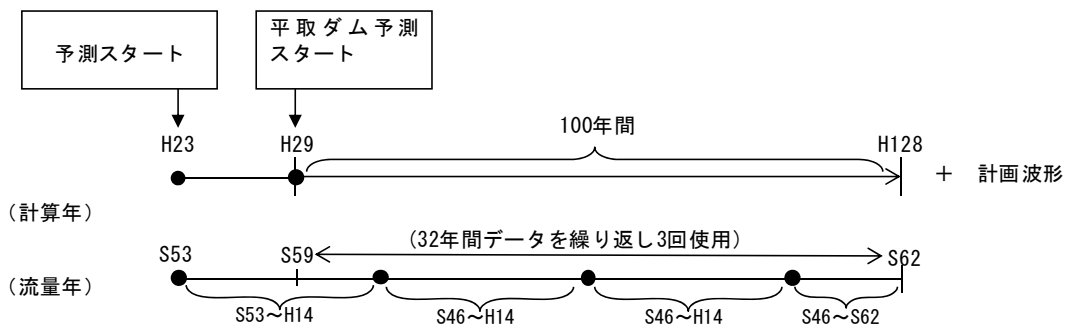 予測スタート
平取ダム予測
スタート
H23
H29
100年間
H128
+ 計画波形
(計算年)
(32年間データを繰り返し3回使用)
S53
S59
S62
(流量年)
S53~H14
S46~H14
S46~H14
S46~S62